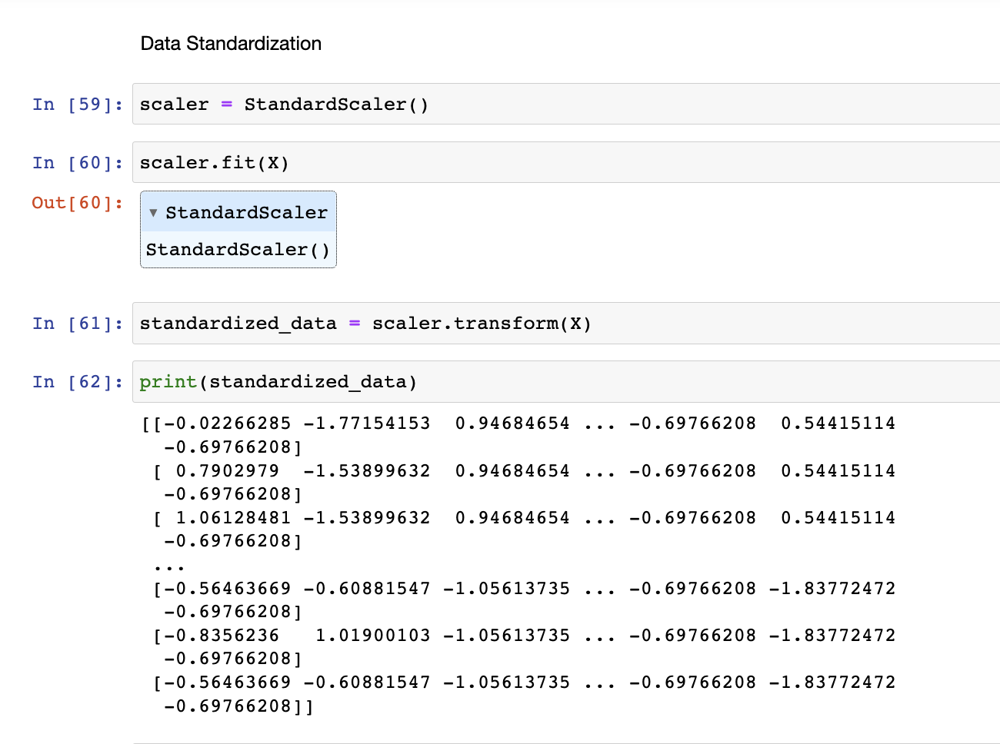 Data Standardization
In [59]: scaler = StandardScaler()
In [60]: scaler.fit(X)
Out[60]: ▼ StandardScaler
StandardScaler()
In [61]: standardized_data = scaler.transform(X)
In [62]: print(standardized_data)
[[-0.02266285 -1.77154153  0.94684654 ... -0.69766208  0.54415114
  -0.69766208]
 [ 0.7902979  -1.53899632  0.94684654 ... -0.69766208  0.54415114
  -0.69766208]
 [ 1.06128481 -1.53899632  0.94684654 ... -0.69766208  0.54415114
  -0.69766208]
 ...
 [-0.56463669 -0.60881547 -1.05613735 ... -0.69766208 -1.83772472
  -0.69766208]
 [-0.8356236   1.01900103 -1.05613735 ... -0.69766208 -1.83772472
  -0.69766208]
 [-0.56463669 -0.60881547 -1.05613735 ... -0.69766208 -1.83772472
  -0.69766208]]